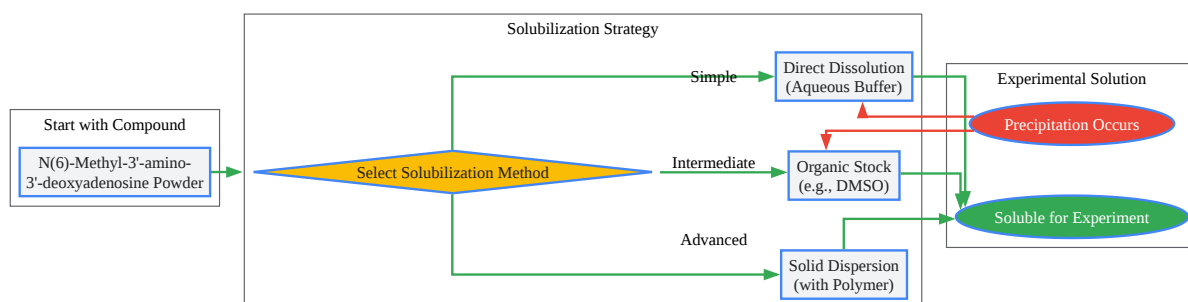 Solubilization Strategy
Start with Compound
N(6)-Methyl-3'-amino-
3'-deoxyadenosine Powder
Select Solubilization Method
Simple
Direct Dissolution
(Aqueous Buffer)
Intermediate
Organic Stock
(e.g., DMSO)
Advanced
Solid Dispersion
(with Polymer)
Experimental Solution
Precipitation Occurs
Soluble for Experiment